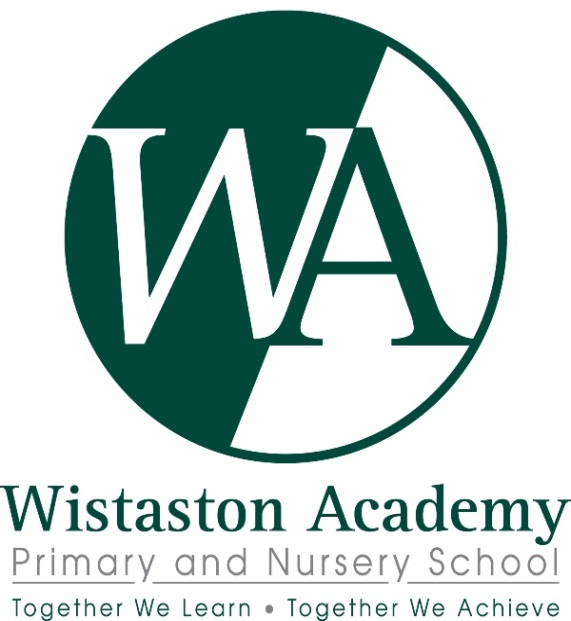 WA
Wistaston Academy
Primary and Nursery School
Together We Learn • Together We Achieve